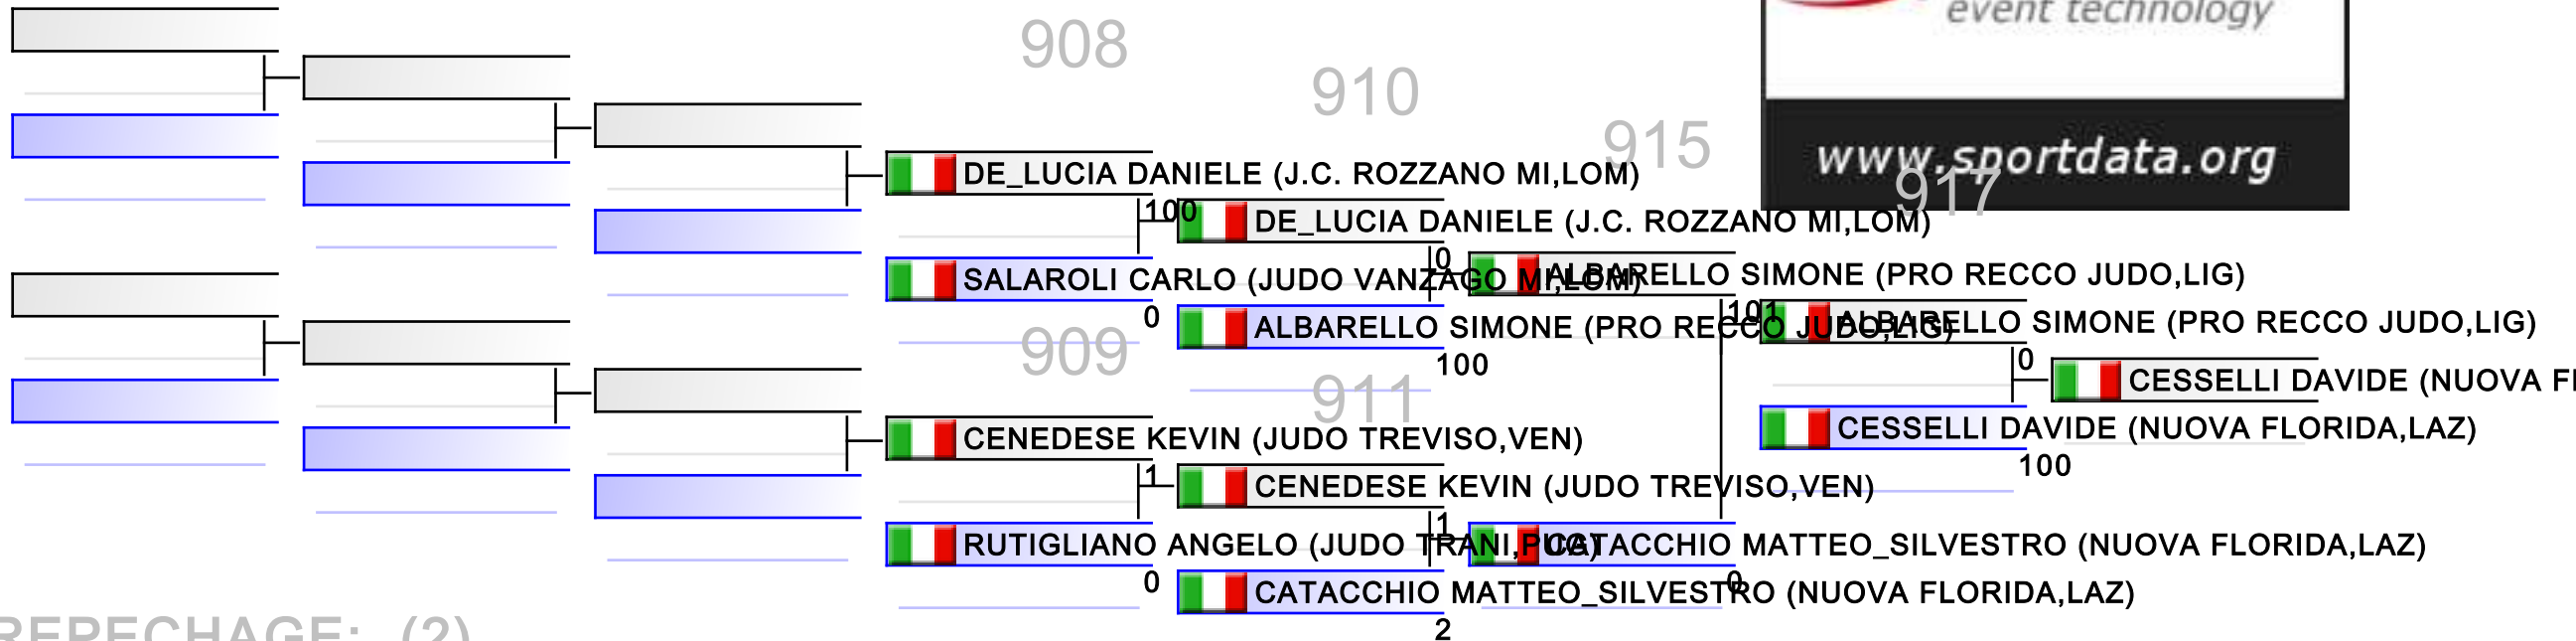 event technology
908
910
915
www.sportdata.org
DE_LUCIA DANIELE (J.C. ROZZANO MI,LOM)
917
100
DE_LUCIA DANIELE (J.C. ROZZANO MI,LOM)
0
SALAROLI CARLO (JUDO VANZAGO MI,LOM)
ALBARELLO SIMONE (PRO RECCO JUDO,LIG)
0
101
ALBARELLO SIMONE (PRO RECCO JUDO,LIG)
ALBARELLO SIMONE (PRO RECCO JUDO,LIG)
909
100
0
911
CESSELLI DAVIDE (NUOVA
CENEDESE KEVIN (JUDO TREVISO,VEN)
CESSELLI DAVIDE (NUOVA FLORIDA,LAZ)
100
1
CENEDESE KEVIN (JUDO TREVISO,VEN)
1
RUTIGLIANO ANGELO (JUDO TRANI,PUG)
CATACCHIO MATTEO_SILVESTRO (NUOVA FLORIDA,LAZ)
0
0
CATACCHIO MATTEO_SILVESTRO (NUOVA FLORIDA,LAZ)
2
REPECHAGE: (2)